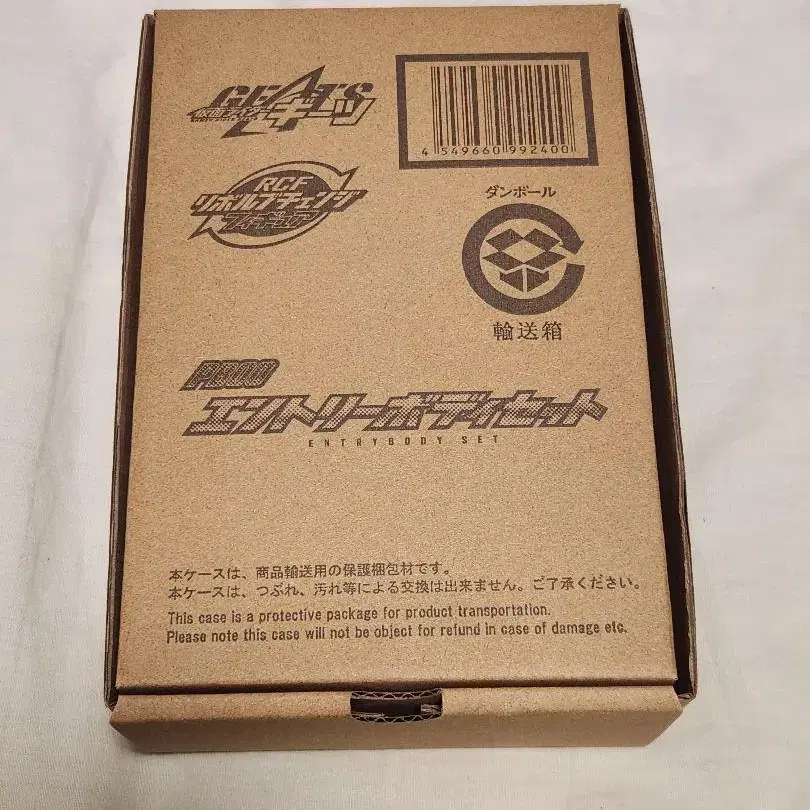 GEATS
仮面ライダーギーツ
4 549660 992400
RCF
リボルブチェンジ
フィギュア
ダンボール
輸送箱
エントリーボディセット
ENTRYBODY SET
本ケースは、商品輸送用の保護梱包材です。
本ケースは、つぶれ、汚れ等による交換は出来ません。ご了承ください。
This case is a protective package for product transportation.
Please note this case will not be object for refund in case of damage etc.